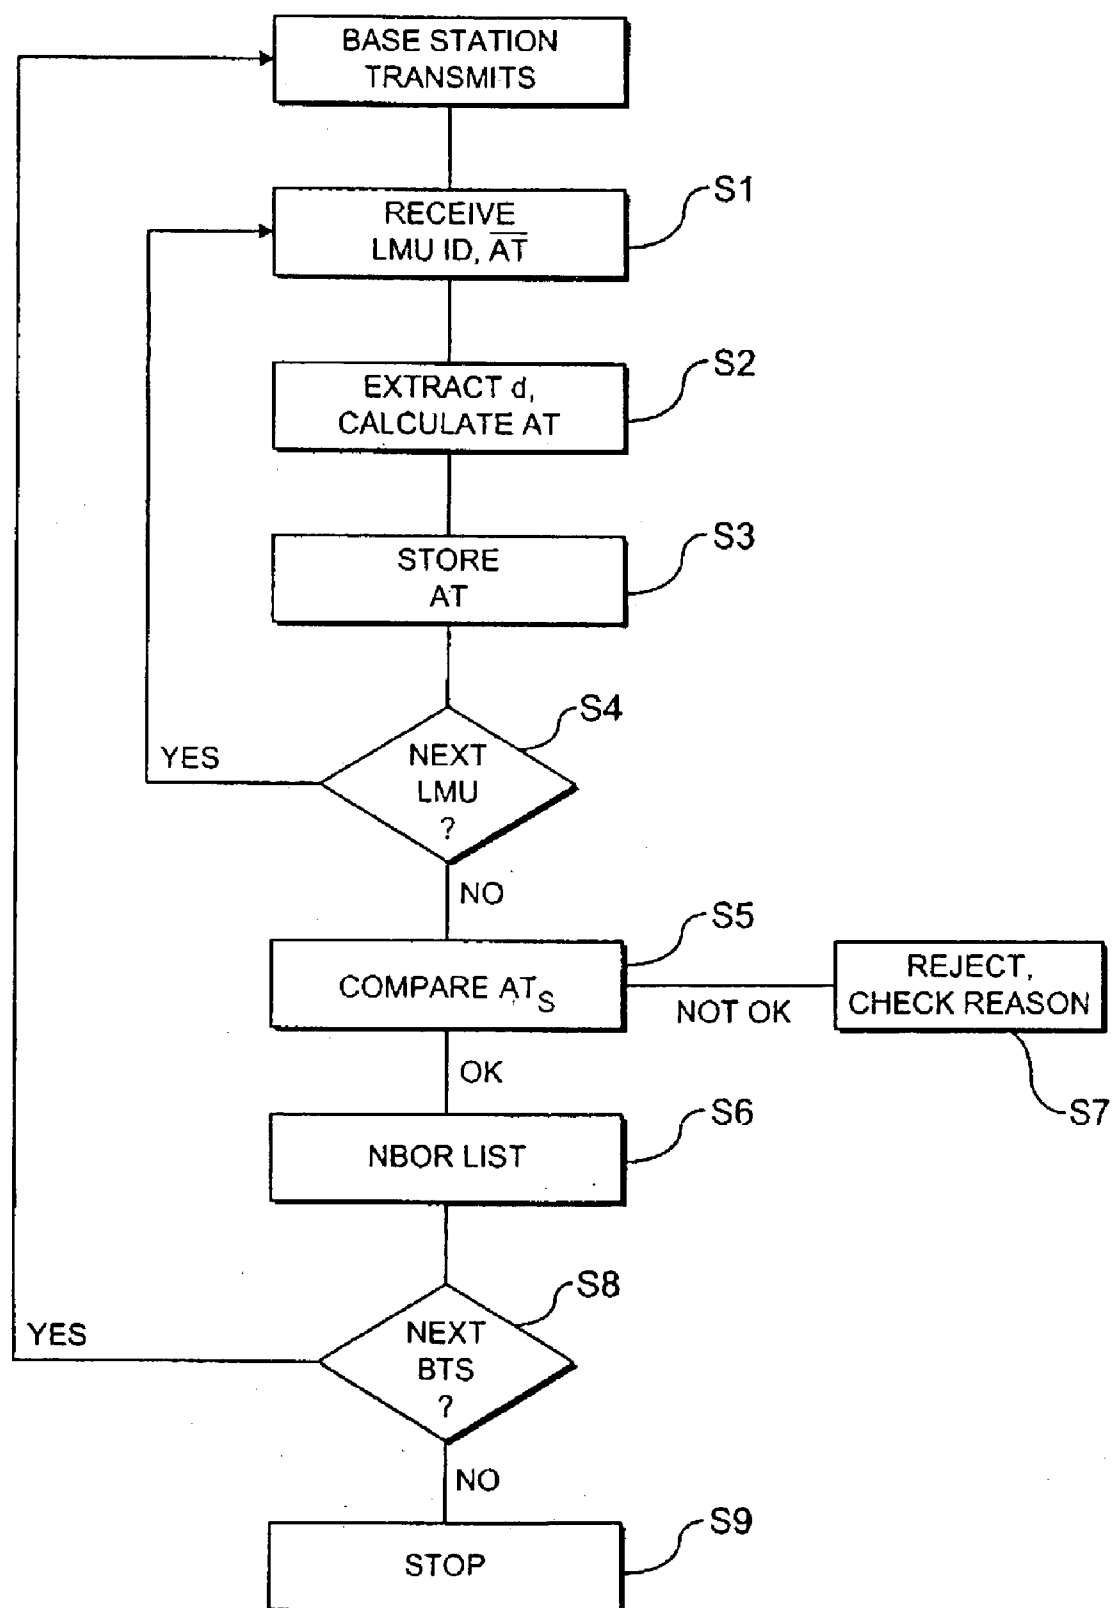 BASE STATION
TRANSMITS
S1
RECEIVE
LMU ID, A̅T̅
S2
EXTRACT d,
CALCULATE AT
S3
STORE
AT
S4
NEXT
LMU
?
YES
NO
S5
COMPARE ATS
NOT OK
REJECT,
CHECK REASON
S7
OK
S6
NBOR LIST
S8
NEXT
BTS
?
YES
NO
S9
STOP